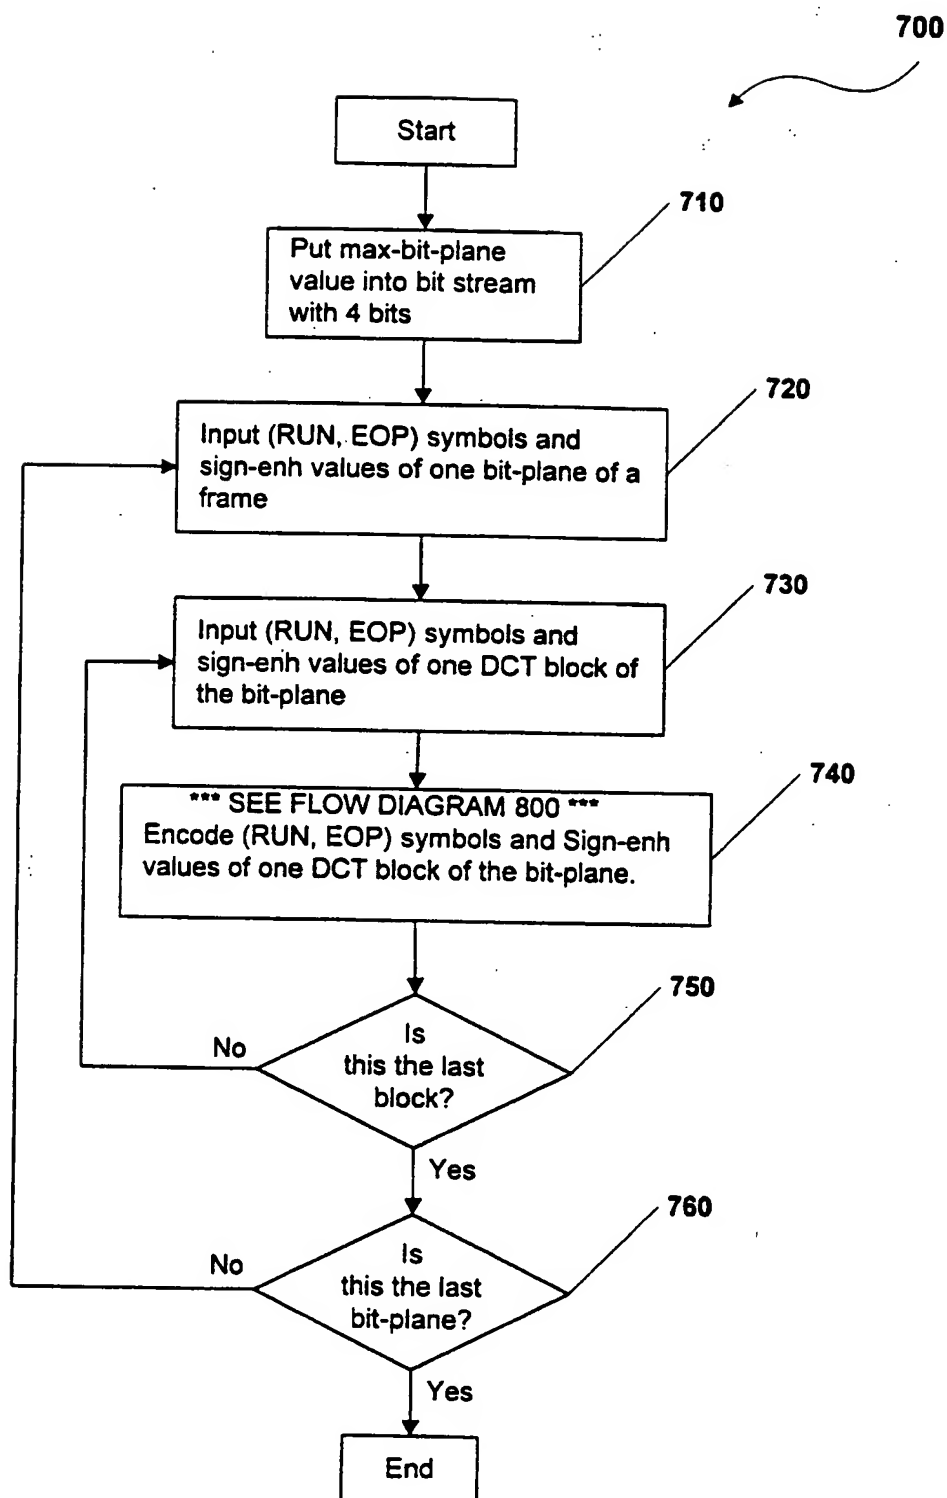 700
Start
710
Put max-bit-plane
value into bit stream
with 4 bits
720
Input (RUN, EOP) symbols and
sign-enh values of one bit-plane of a
frame
730
Input (RUN, EOP) symbols and
sign-enh values of one DCT block of
the bit-plane
740
*** SEE FLOW DIAGRAM 800 ***
Encode (RUN, EOP) symbols and Sign-enh
values of one DCT block of the bit-plane.
750
Is
this the last
block?
No
Yes
760
Is
this the last
bit-plane?
No
Yes
End